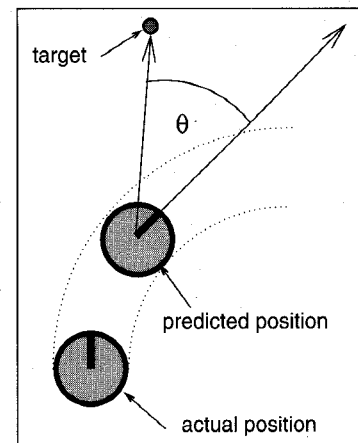 target
θ
predicted position
actual position